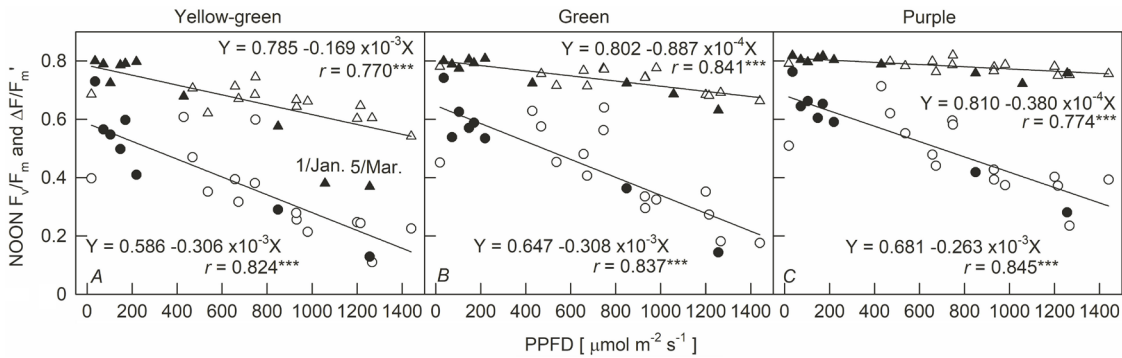 Yellow-green
Green
Purple
NOON Fv/Fm and ΔF/Fm'
0.8
0.6
0.4
0.2
0
Y = 0.785 -0.169 x10-3X
r = 0.770***
1/Jan. 5/Mar.
Y = 0.586 -0.306 x10-3X
r = 0.824***
A
Y = 0.802 -0.887 x10-4X
r = 0.841***
Y = 0.647 -0.308 x10-3X
r = 0.837***
B
Y = 0.810 -0.380 x10-4X
r = 0.774***
Y = 0.681 -0.263 x10-3X
r = 0.845***
C
0 200 400 600 800 1000 1200 1400
0 200 400 600 800 1000 1200 1400
0 200 400 600 800 1000 1200 1400
PPFD [ μmol m-2 s-1 ]